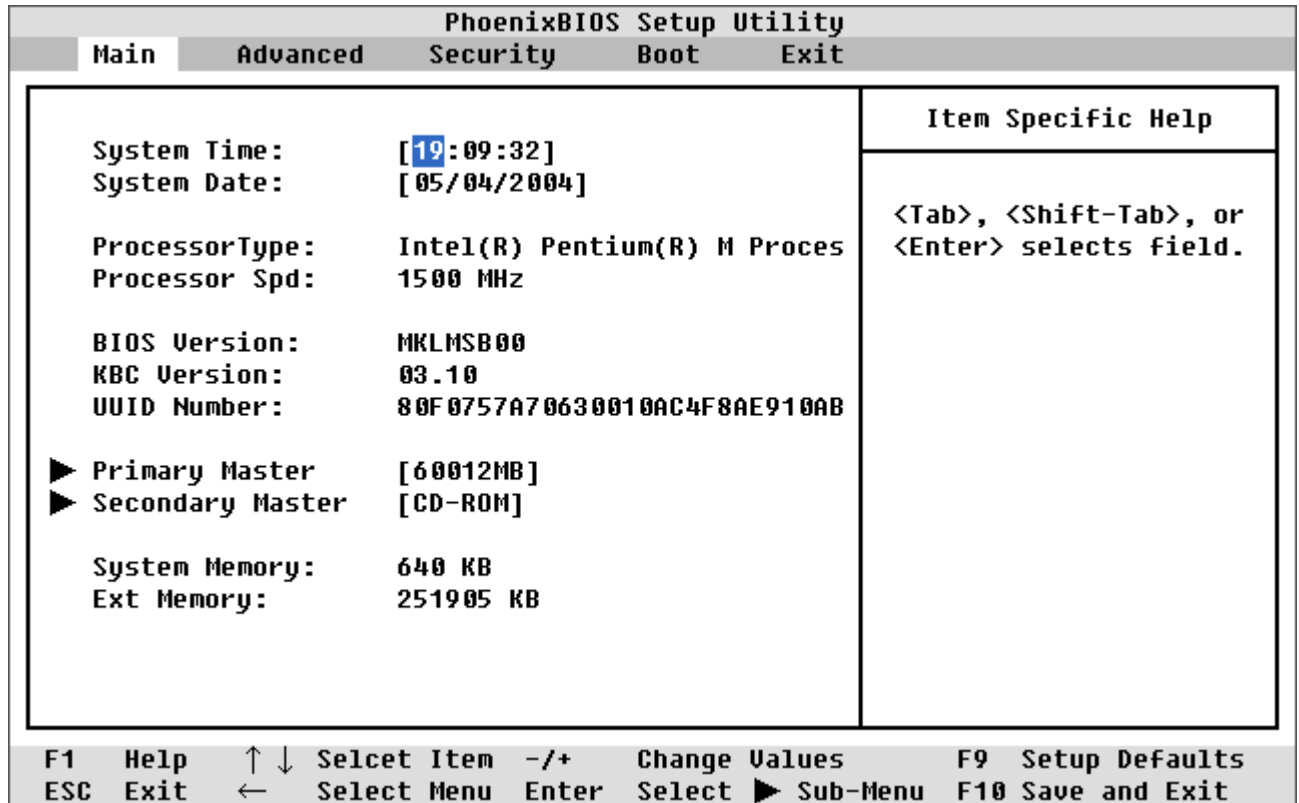 PhoenixBIOS Setup Utility
Main Advanced Security Boot Exit
System Time: [19:09:32]
System Date: [05/04/2004]
ProcessorType: Intel(R) Pentium(R) M Proces
Processor Spd: 1500 MHz
BIOS Version: MKLMSB00
KBC Version: 03.10
UUID Number: 80F0757A70630010AC4F8AE910AB
▶ Primary Master [60012MB]
▶ Secondary Master [CD-ROM]
System Memory: 640 KB
Ext Memory: 251905 KB
Item Specific Help
<Tab>, <Shift-Tab>, or
<Enter> selects field.
F1 Help ↑↓ Selcet Item -/+ Change Values F9 Setup Defaults
ESC Exit ← Select Menu Enter Select ▶ Sub-Menu F10 Save and Exit